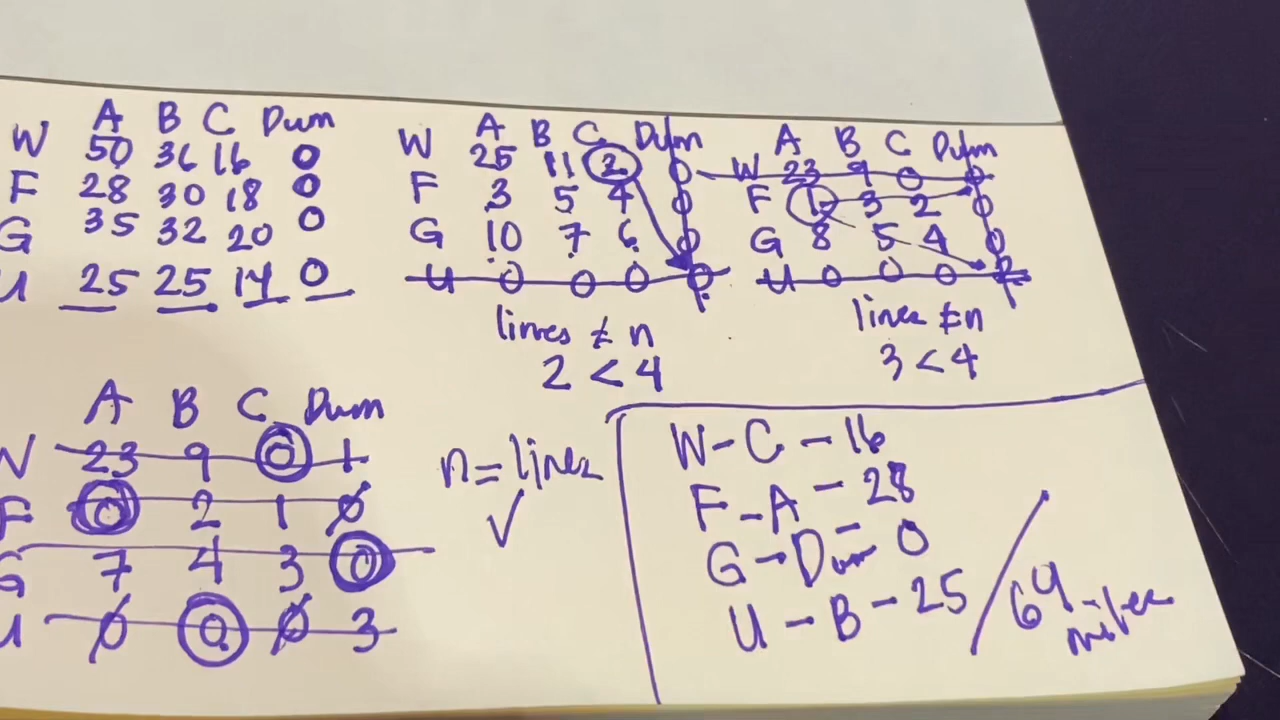 A B C Dum
W 50 36 16 0
F 28 30 18 0
G 35 32 20 0
U 25 25 14 0
A B C Dum
W 25 11 2 0
F 3 5 4 0
G 10 7 6 0
U 0 0 0 0
lines ≠ n
2 < 4
A B C Dum
W 23 9 0 0
F 1 3 2 0
G 8 5 4 0
U 0 0 0
lines ≠ n
3 < 4
A B C Dum
W 23 9 0 1
F 0 2 1 0
G 7 4 3 0
U 0 0 0 3
n = lines
✓
W - C - 16
F - A - 28
G - Dum - 0
U - B - 25
69 miles